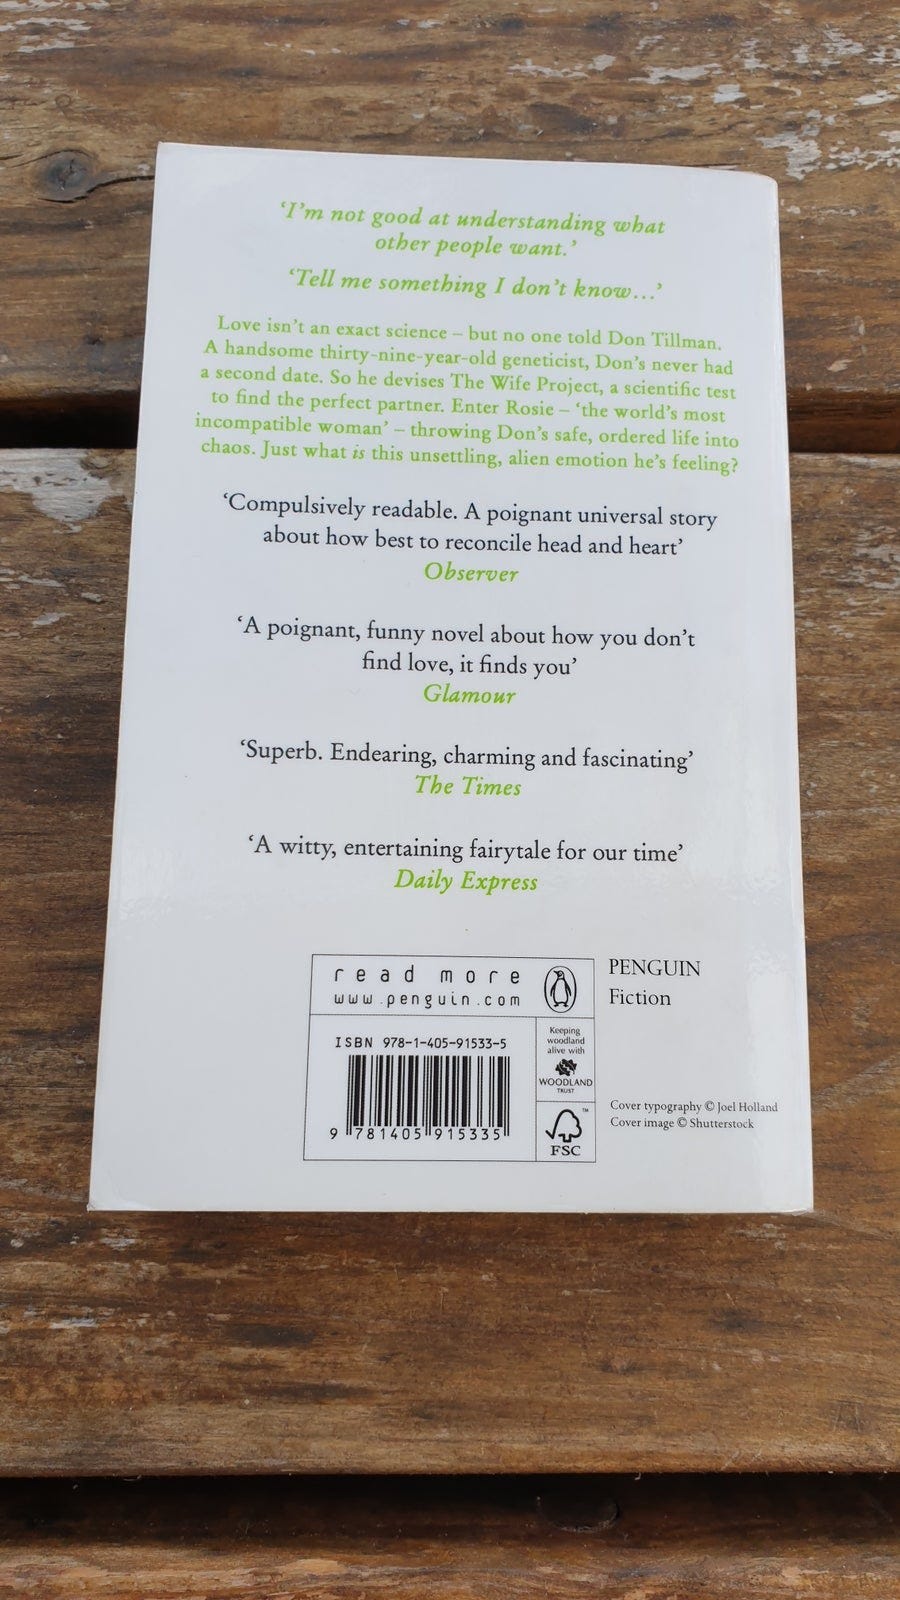 ‘I’m not good at understanding what
other people want.’
‘Tell me something I don’t know...’
Love isn’t an exact science – but no one told Don Tillman.
A handsome thirty-nine-year-old geneticist, Don’s never had
a second date. So he devises The Wife Project, a scientific test
to find the perfect partner. Enter Rosie – ‘the world’s most
incompatible woman’ – throwing Don’s safe, ordered life into
chaos. Just what is this unsettling, alien emotion he’s feeling?
‘Compulsively readable. A poignant universal story
about how best to reconcile head and heart’
Observer
‘A poignant, funny novel about how you don’t
find love, it finds you’
Glamour
‘Superb. Endearing, charming and fascinating’
The Times
‘A witty, entertaining fairytale for our time’
Daily Express
read more
www.penguin.com
PENGUIN
Fiction
ISBN 978-1-405-91533-5
9 781405 915335
Keeping
woodland
alive with
WOODLAND
TRUST
™
FSC
Cover typography © Joel Holland
Cover image © Shutterstock